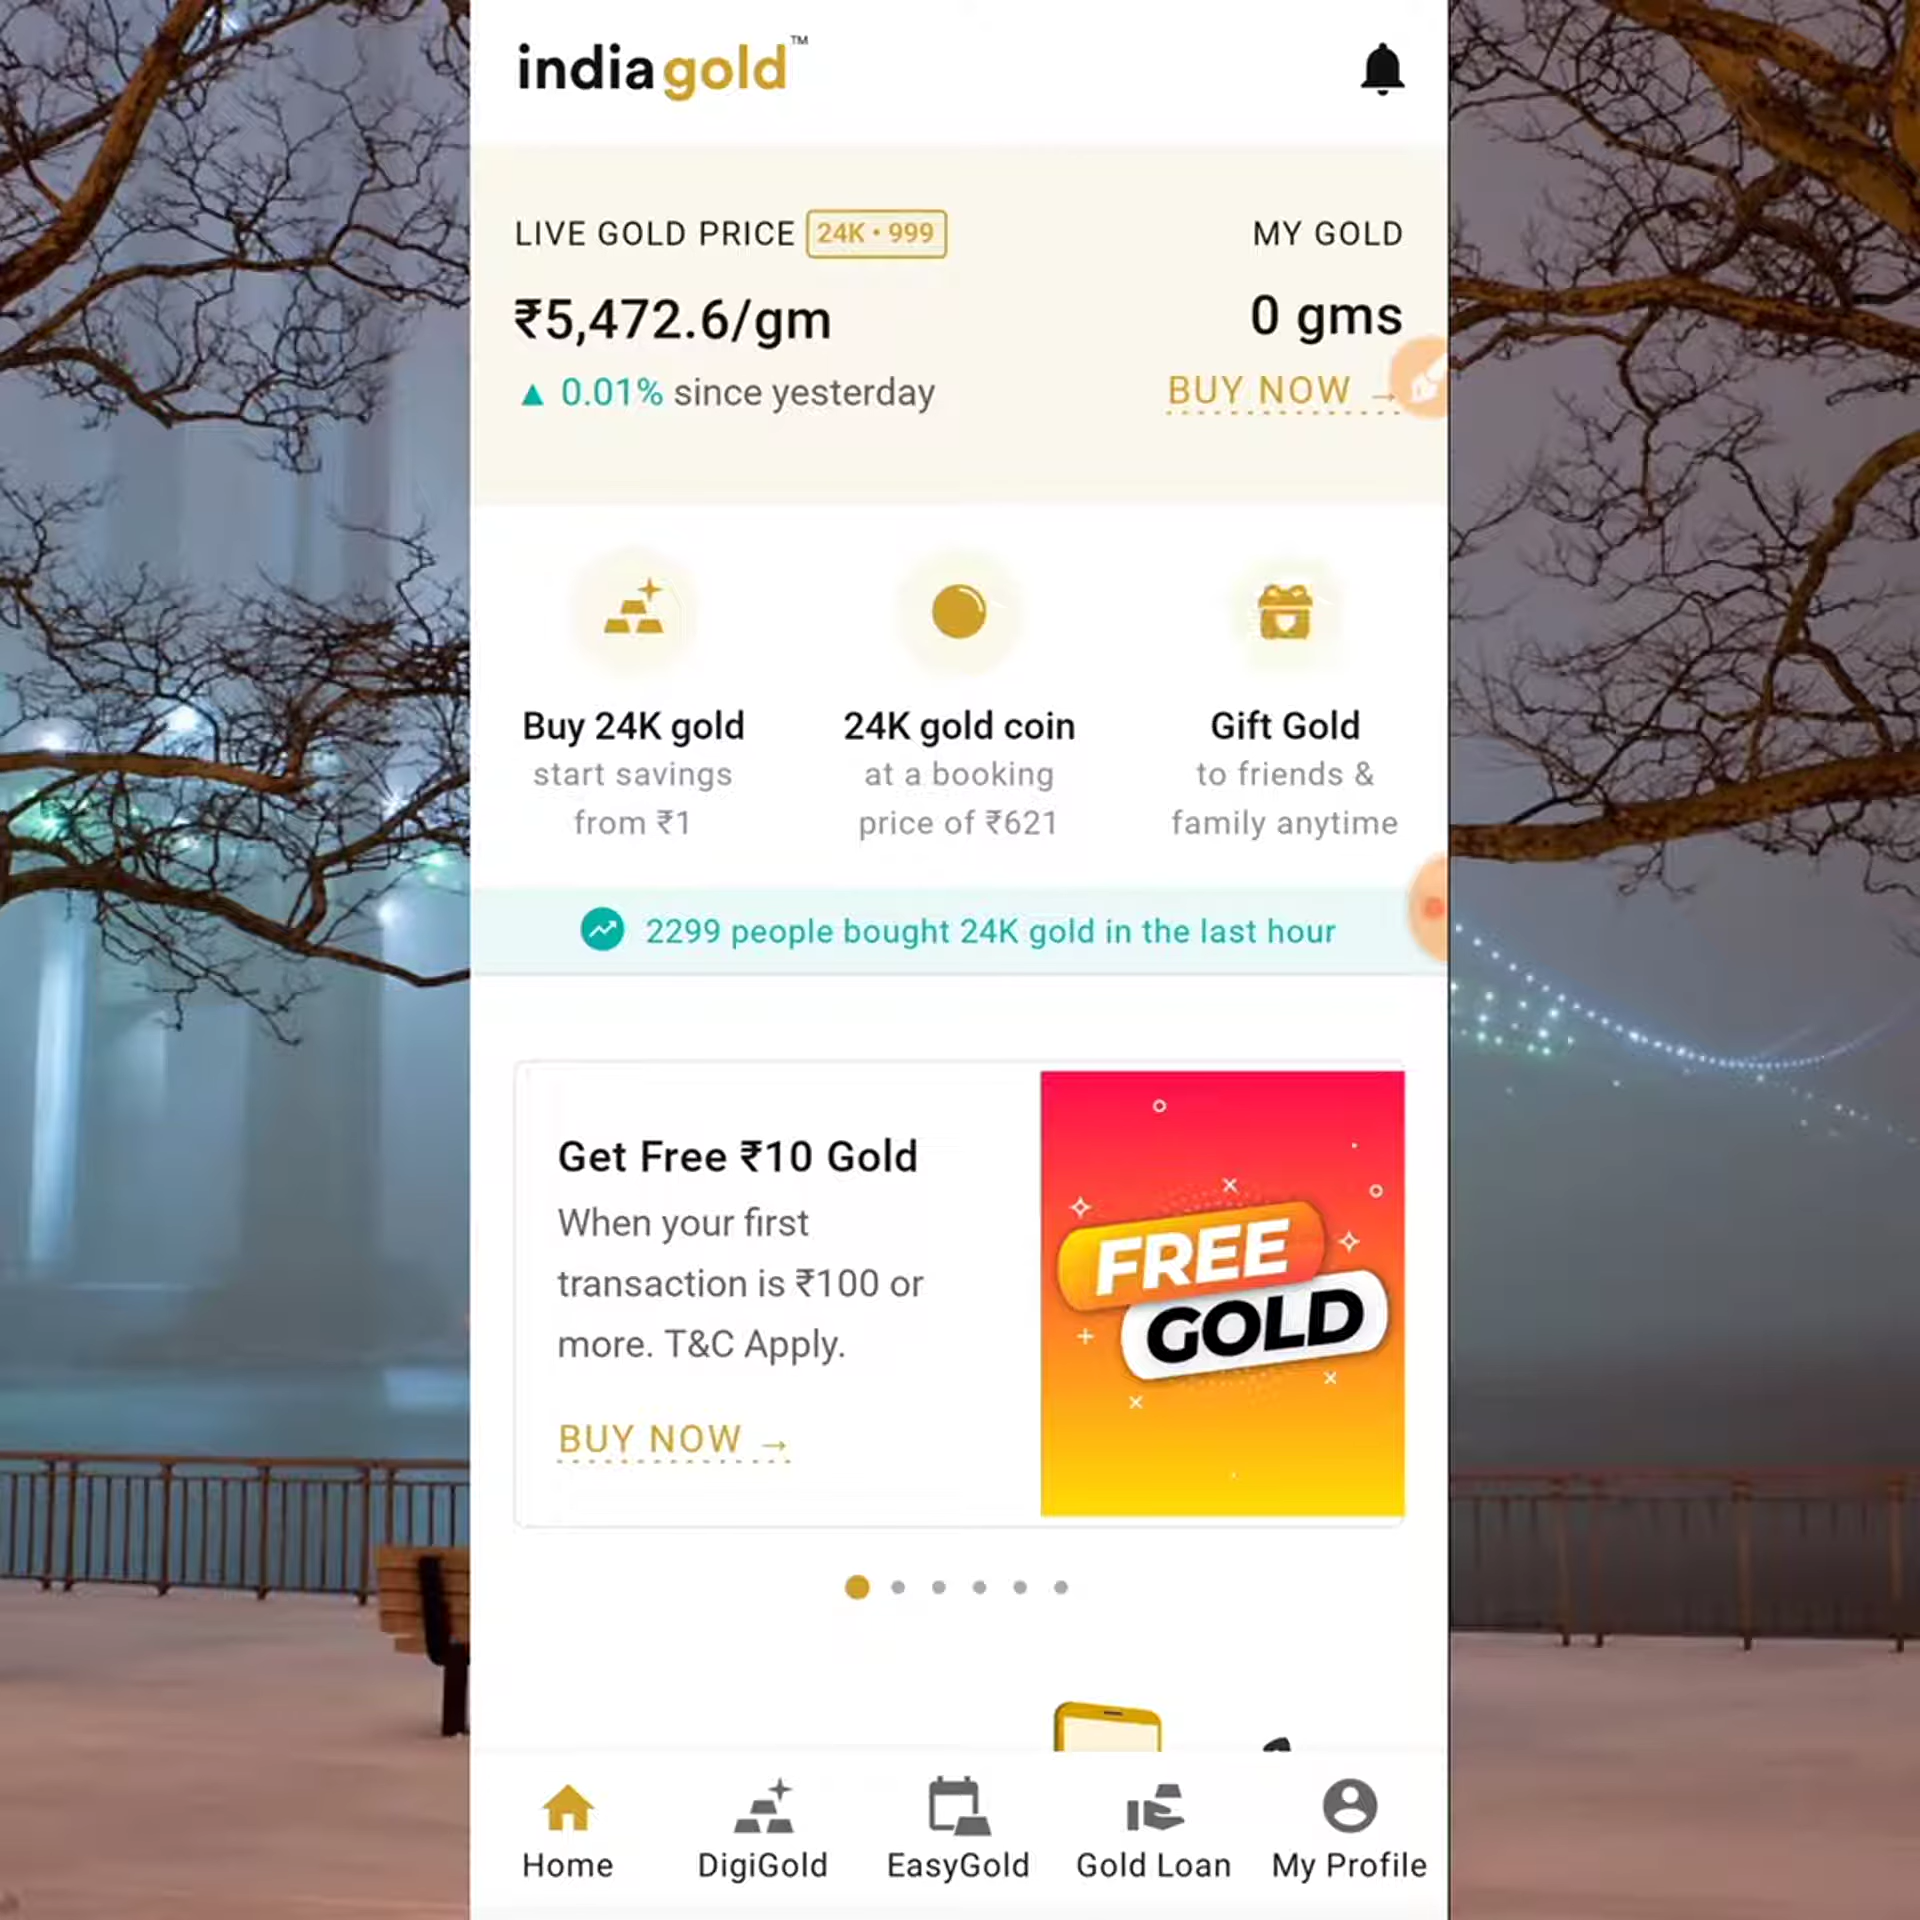 indiagold™
LIVE GOLD PRICE 24K • 999
MY GOLD
₹5,472.6/gm
0 gms
▲ 0.01% since yesterday
BUY NOW →
Buy 24K gold
start savings
from ₹1
24K gold coin
at a booking
price of ₹621
Gift Gold
to friends &
family anytime
2299 people bought 24K gold in the last hour
Get Free ₹10 Gold
When your first
transaction is ₹100 or
more. T&C Apply.
BUY NOW →
FREE
GOLD
Home
DigiGold
EasyGold
Gold Loan
My Profile